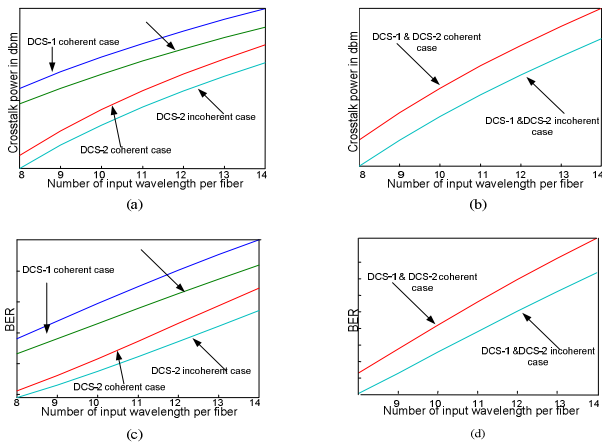 DCS-1 coherent case
DCS-2 incoherent case
DCS-2 coherent case
Crosstalk power in dbm
8 9 10 11 12 13 14
Number of input wavelength per fiber
(a)
DCS-1 & DCS-2 coherent
case
DCS-1 &DCS-2 incoherent
case
Crosstalk power in dbm
8 9 10 11 12 13 14
Number of input wavelength per fiber
(b)
DCS-1 coherent case
DCS-2 incoherent case
DCS-2 coherent case
BER
8 9 10 11 12 13 14
Number of input wavelength per fiber
(c)
DCS-1& DCS-2 coherent
case
DCS-1 &DCS-2 incoherent
case
BER
9 10 11 12 13 14
Number of input wavelength per fiber
(d)